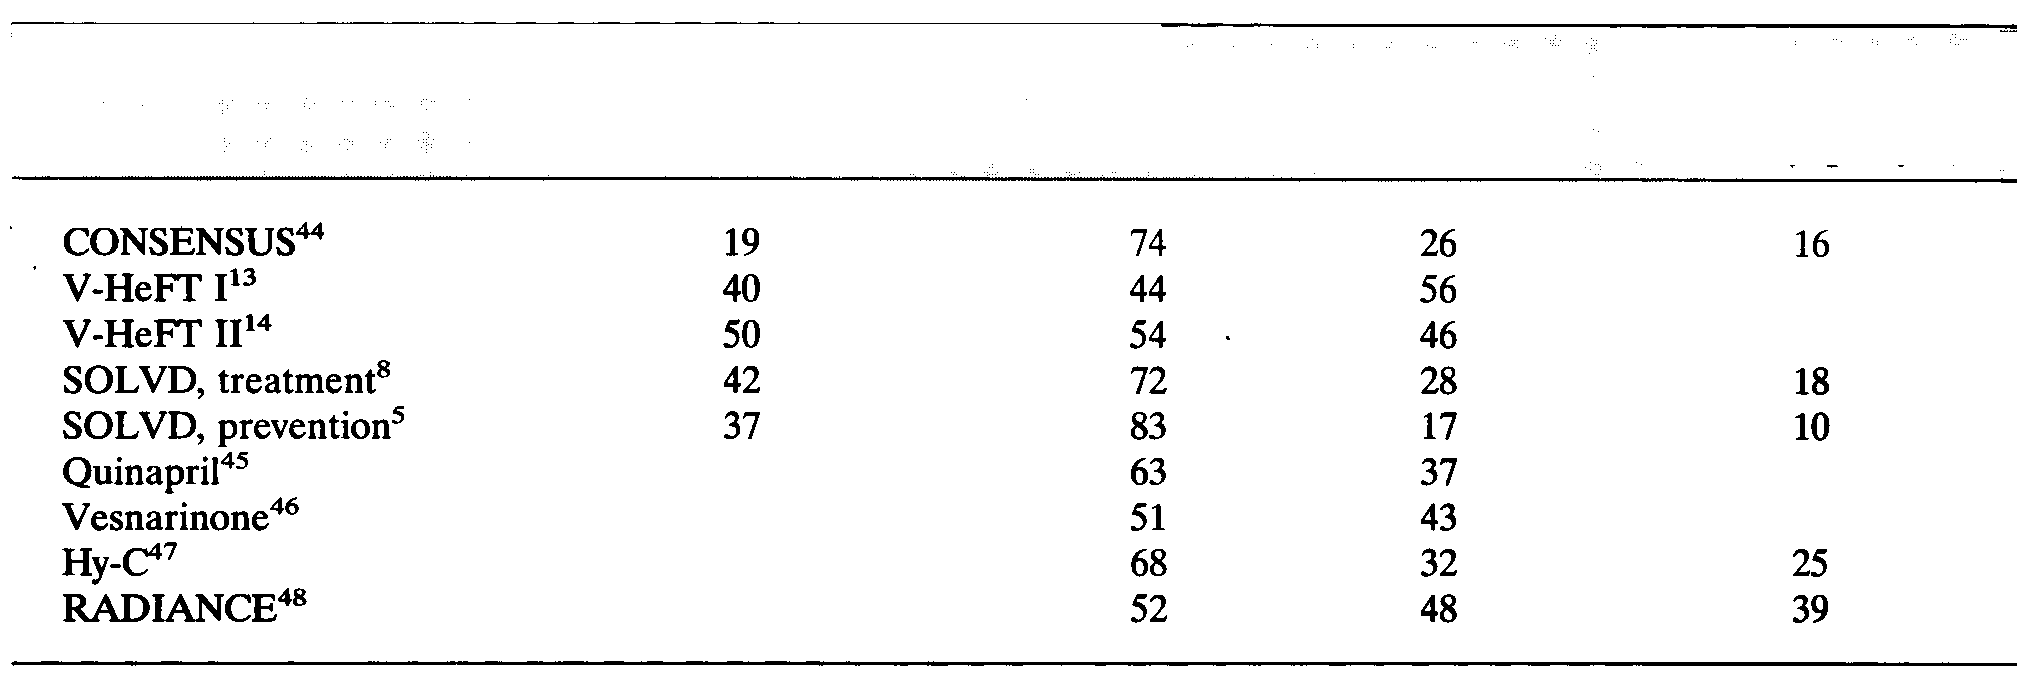 CONSENSUS44 19 74 26 16
V-HeFT I13 40 44 56
V-HeFT II14 50 54 46
SOLVD, treatment8 42 72 28 18
SOLVD, prevention5 37 83 17 10
Quinapril45 63 37
Vesnarinone46 51 43
Hy-C47 68 32 25
RADIANCE48 52 48 39